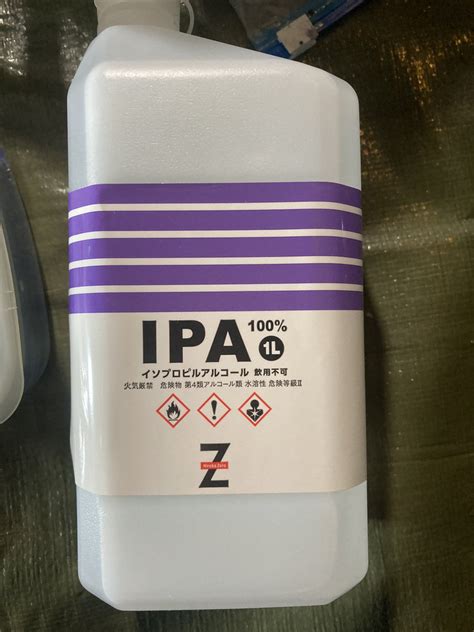 IPA 100%
1L
イソプロピルアルコール 飲用不可
火気厳禁 危険物 第4類アルコール類 水溶性 危険等級Ⅱ
Z